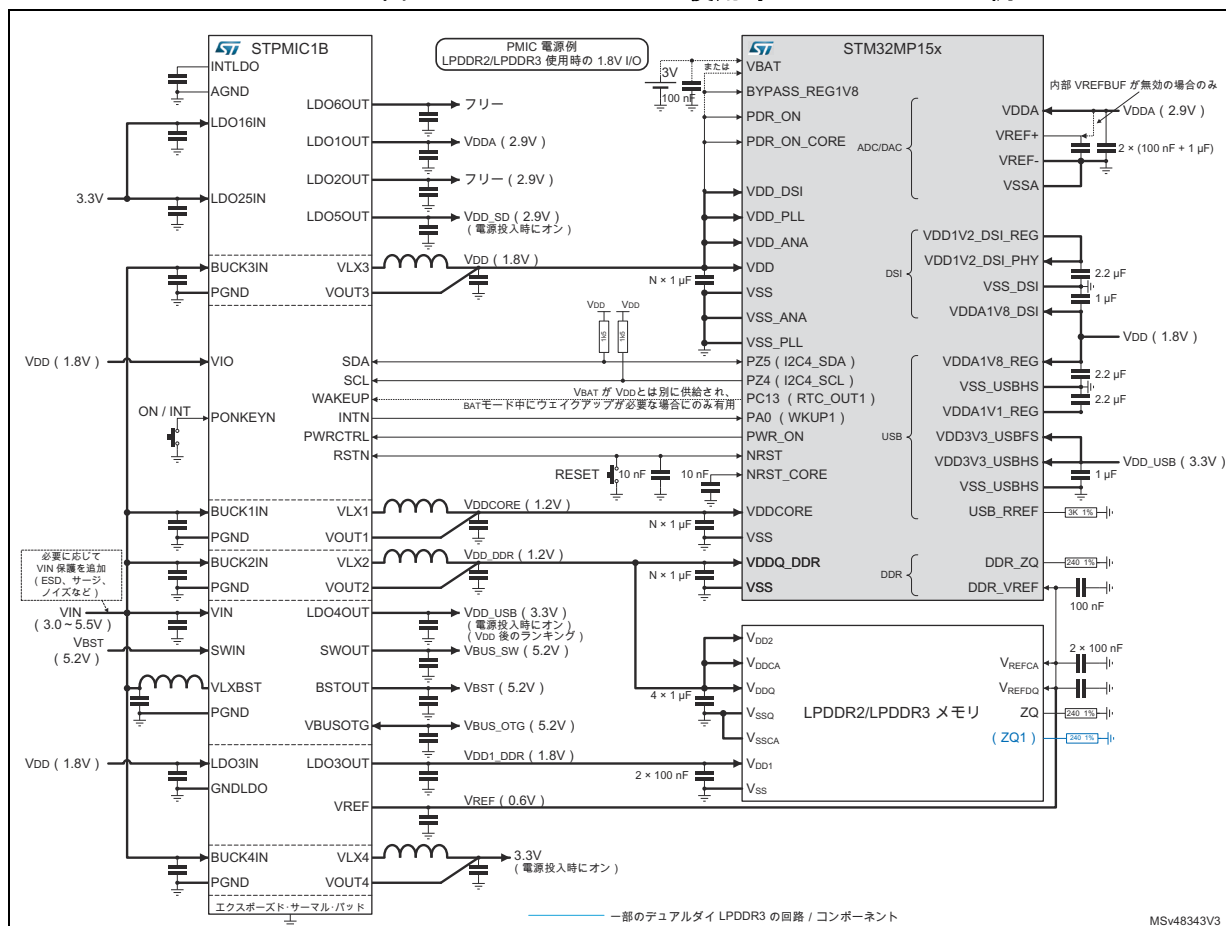 STPMIC1B
INTLDO
AGND
LDO16IN
3.3V
LDO25IN
BUCK3IN
PGND
VDD ( 1.8V )
VIO
ON / INT
PONKEYN
BUCK1IN
PGND
必要に応じて
VIN 保護を追加
( ESD、サージ、
ノイズなど )
BUCK2IN
PGND
VIN
( 3.0~5.5V )
VIN
VBST
( 5.2V )
SWIN
VLXBST
PGND
VDD ( 1.8V )
LDO3IN
GNDLDO
BUCK4IN
PGND
エクスポーズド・サーマル・パッド
LDO6OUT
フリー
LDO1OUT
VDDA ( 2.9V )
LDO2OUT
フリー ( 2.9V )
LDO5OUT
VDD_SD ( 2.9V )
( 電源投入時にオン )
VLX3
VDD ( 1.8V )
VOUT3
SDA
SCL
WAKEUP
INTN
PWRCTRL
RSTN
VLX1
VDDCORE ( 1.2V )
VOUT1
VLX2
VDD_DDR ( 1.2V )
VOUT2
LDO4OUT
VDD_USB ( 3.3V )
( 電源投入時にオン )
( VDD 後のランキング )
SWOUT
VBUS_SW ( 5.2V )
BSTOUT
VBST ( 5.2V )
VBUSOTG
VBUS_OTG ( 5.2V )
LDO3OUT
VDD1_DDR ( 1.8V )
VREF
VREF ( 0.6V )
VLX4
3.3V
( 電源投入時にオン )
VOUT4
PMIC 電源例
LPDDR2/LPDDR3 使用時の 1.8V I/O
3V
または
100 nF
N × 1 µF
VDD
VDD
1k5
1k5
VBAT が VDDとは別に供給され、
BATモード中にウェイクアップが必要な場合にのみ有用
RESET
10 nF
10 nF
N × 1 µF
N × 1 µF
4 × 1 µF
2 × 100 nF
STM32MP15x
VBAT
BYPASS_REG1V8
PDR_ON
PDR_ON_CORE
VDD_DSI
VDD_PLL
VDD_ANA
VDD
VSS
VSS_ANA
VSS_PLL
PZ5 ( I2C4_SDA )
PZ4 ( I2C4_SCL )
PC13 ( RTC_OUT1 )
PA0 ( WKUP1 )
PWR_ON
NRST
NRST_CORE
VDDCORE
VSS
VDDQ_DDR
VSS
ADC/DAC
DSI
USB
DDR
内部 VREFBUF が無効の場合のみ
VDDA
VDDA ( 2.9V )
VREF+
VREF-
2 × (100 nF + 1 µF)
VSSA
VDD1V2_DSI_REG
VDD1V2_DSI_PHY
2.2 µF
VSS_DSI
1 µF
VDDA1V8_DSI
VDD ( 1.8V )
VDDA1V8_REG
2.2 µF
VSS_USBHS
2.2 µF
VDDA1V1_REG
VDD3V3_USBFS
VDD3V3_USBHS
VDD_USB ( 3.3V )
1 µF
VSS_USBHS
USB_RREF
3K 1%
DDR_ZQ
240 1%
DDR_VREF
100 nF
VDD2
VDDCA
VDDQ
VSSQ
VSSCA
VDD1
VSS
LPDDR2/LPDDR3 メモリ
2 × 100 nF
VREFCA
VREFDQ
ZQ
240 1%
( ZQ1 )
240 1%
一部のデュアルダイ LPDDR3 の回路 / コンポーネント
MSv48343V3